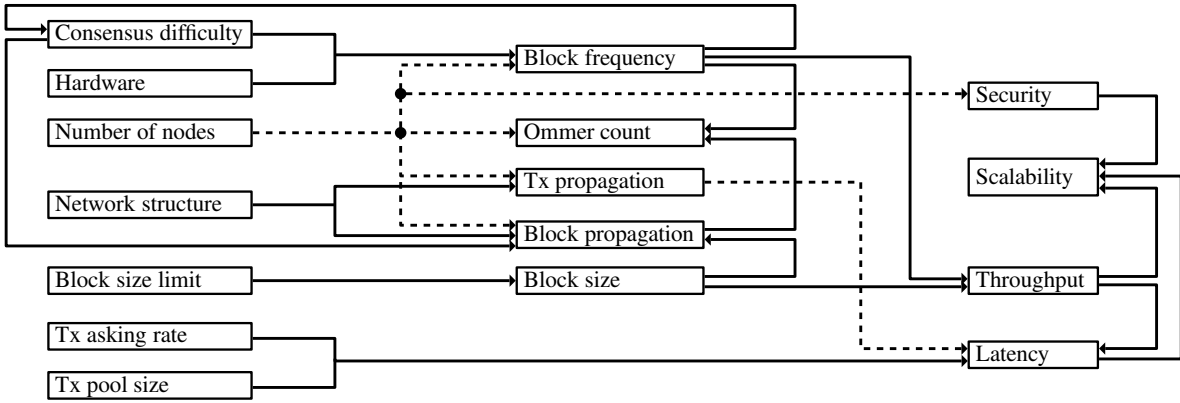 Consensus difficulty
Hardware
Number of nodes
Network structure
Block size limit
Tx asking rate
Tx pool size
Block frequency
Ommer count
Tx propagation
Block propagation
Block size
Security
Scalability
Throughput
Latency